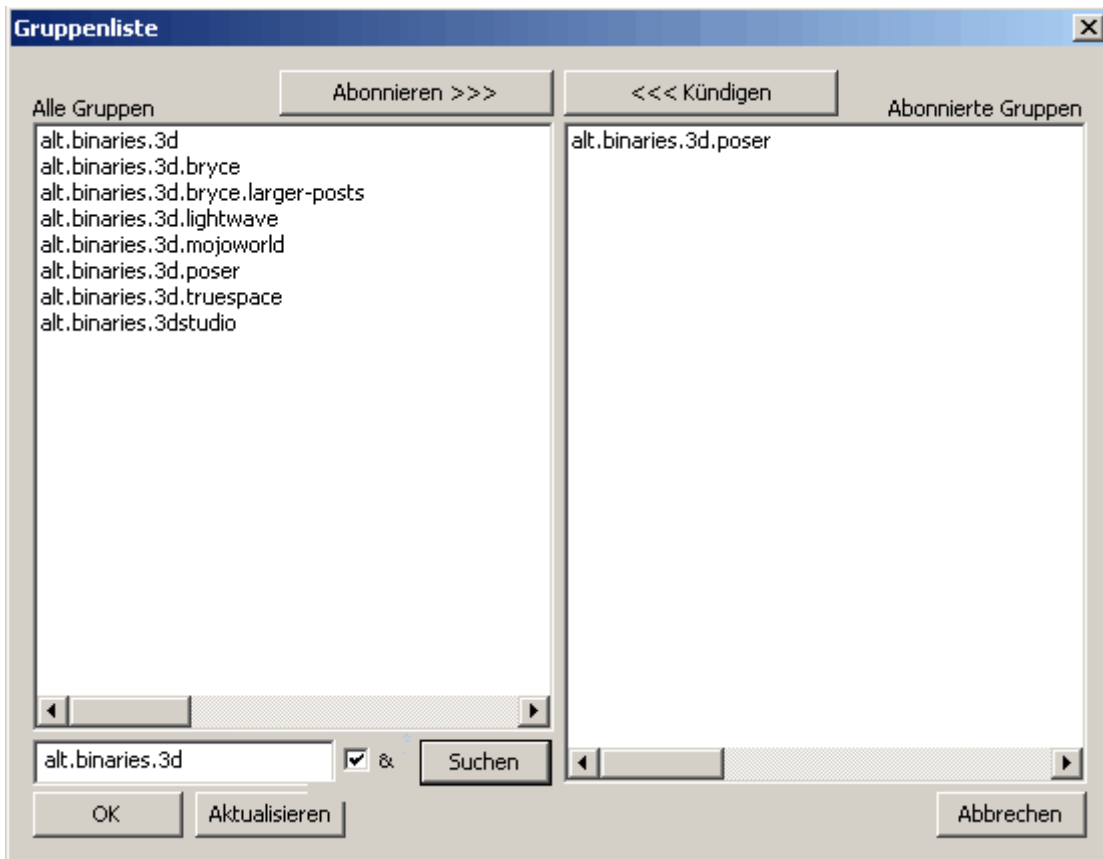 Gruppenliste
Abonnieren >>>
<<< Kündigen
Alle Gruppen
Abonnierte Gruppen
alt.binaries.3d
alt.binaries.3d.bryce
alt.binaries.3d.bryce.larger-posts
alt.binaries.3d.lightwave
alt.binaries.3d.mojoworld
alt.binaries.3d.poser
alt.binaries.3d.truespace
alt.binaries.3dstudio
alt.binaries.3d.poser
alt.binaries.3d
&
Suchen
OK
Aktualisieren
Abbrechen